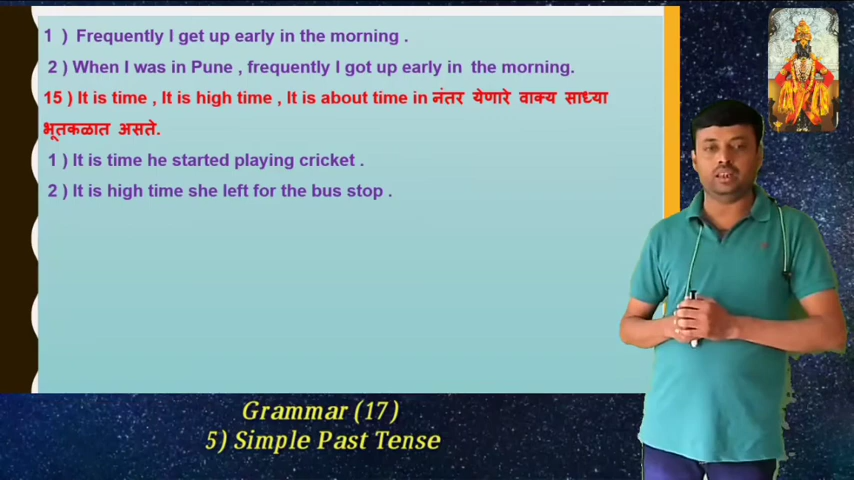 1 ) Frequently I get up early in the morning .
2 ) When I was in Pune , frequently I got up early in the morning.
15 ) It is time , It is high time , It is about time in नंतर येणारे वाक्य साध्या
भूतकळात असते.
1 ) It is time he started playing cricket .
2 ) It is high time she left for the bus stop .
Grammar (17)
5) Simple Past Tense